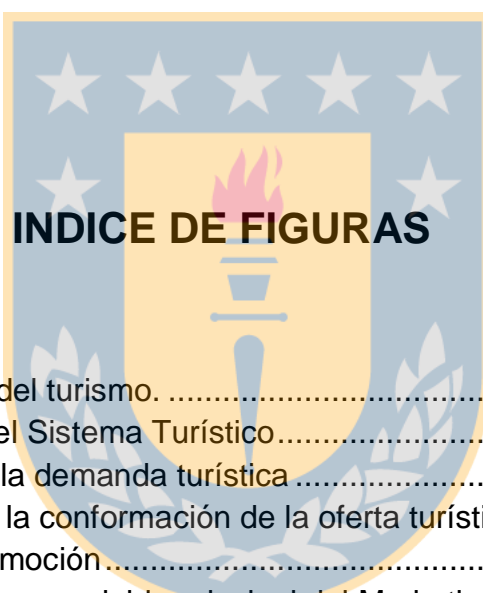 INDICE DE FIGURAS
del turismo. ....................................
el Sistema Turístico.......................
la demanda turística ....................
la conformación de la oferta turísti
moción........................................